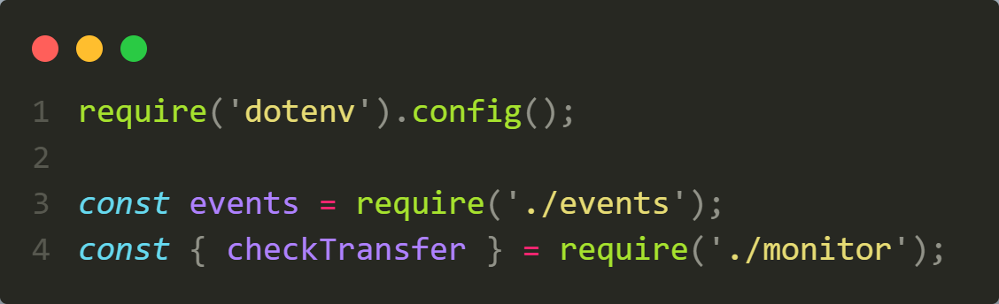 1 require('dotenv').config();
2
3 const events = require('./events');
4 const { checkTransfer } = require('./monitor');